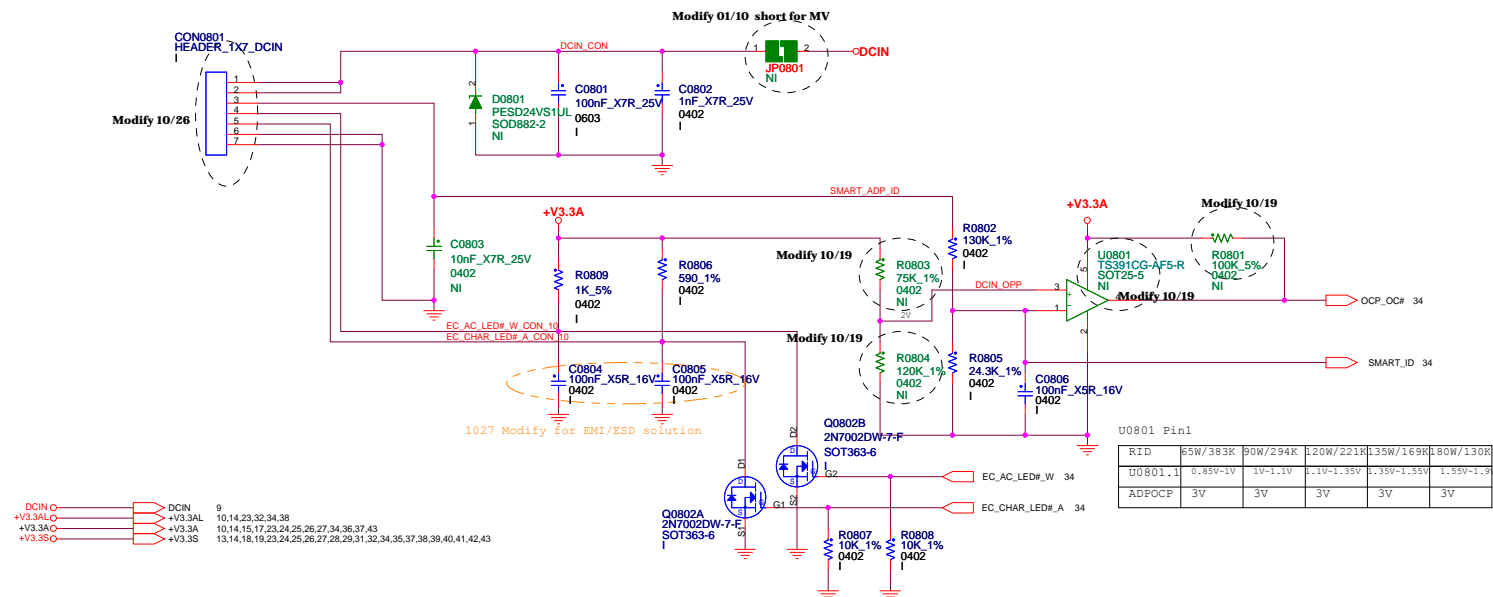 Modify 01/10 short for MV
CON0801
HEADER_1X7_DCIN
I
DCIN_CON
1
2
DCIN
JP0801
NI
1
2
3
4
5
6
7
Modify 10/26
2
1
D0801
PESD24VS1UL
SOD882-2
NI
C0801
100nF_X7R_25V
0603
I
C0802
1nF_X7R_25V
0402
I
SMART_ADP_ID
+V3.3A
C0803
10nF_X7R_25V
0402
NI
R0809
1K_5%
0402
I
R0806
590_1%
0402
I
Modify 10/19
R0803
75K_1%
0402
NI
R0802
130K_1%
0402
I
+V3.3A
Modify 10/19
U0801
TS391CG-AF5-R
SOT25-5
NI
R0801
100K_5%
0402
NI
DCIN_OPP
3
1
5
2
4
+
-
Modify 10/19
OCP_OC# 34
2V
EC_AC_LED#_W_CON_10
EC_CHAR_LED#_A_CON_10
Modify 10/19
R0804
120K_1%
0402
NI
R0805
24.3K_1%
0402
I
SMART_ID 34
C0804
100nF_X5R_16V
0402
I
C0805
100nF_X5R_16V
0402
I
C0806
100nF_X5R_16V
0402
I
1027 Modify for EMI/ESD solution
Q0802B
2N7002DW-7-F
SOT363-6
I
D2
D
G
S
G2
S2
EC_AC_LED#_W 34
D1
D
G
S
G1
S1
EC_CHAR_LED#_A 34
Q0802A
2N7002DW-7-F
SOT363-6
I
R0807
10K_1%
0402
I
R0808
10K_1%
0402
I
U0801 Pin1
RID 65W/383K 90W/294K 120W/221K 135W/169K 180W/130K
U0801.1 0.85V~1V 1V~1.1V 1.1V~1.35V 1.35V~1.55V 1.55V~1.9V
ADPOCP 3V 3V 3V 3V 3V
DCIN DCIN 9
+V3.3AL +V3.3AL 10,14,23,32,34,38
+V3.3A +V3.3A 10,14,15,17,23,24,25,26,27,34,36,37,43
+V3.3S +V3.3S 13,14,18,19,23,24,25,26,27,28,29,31,32,34,35,37,38,39,40,41,42,43